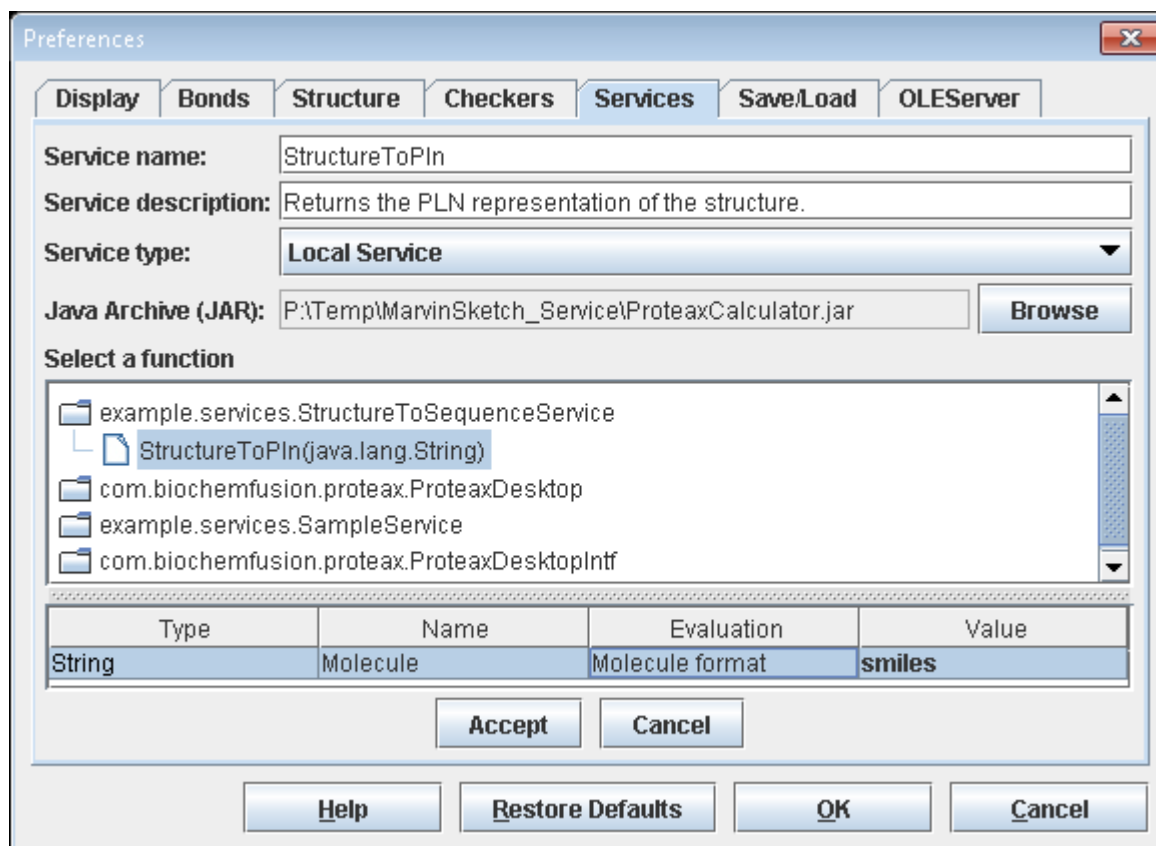 Preferences
Display Bonds Structure Checkers Services Save/Load OLEServer
Service name: StructureToPln
Service description: Returns the PLN representation of the structure.
Service type: Local Service
Java Archive (JAR): P:\Temp\MarvinSketch_Service\ProteaxCalculator.jar Browse
Select a function
example.services.StructureToSequenceService
StructureToPln(java.lang.String)
com.biochemfusion.proteax.ProteaxDesktop
example.services.SampleService
com.biochemfusion.proteax.ProteaxDesktopIntf
Type Name Evaluation Value
String Molecule Molecule format smiles
Accept Cancel
Help Restore Defaults OK Cancel